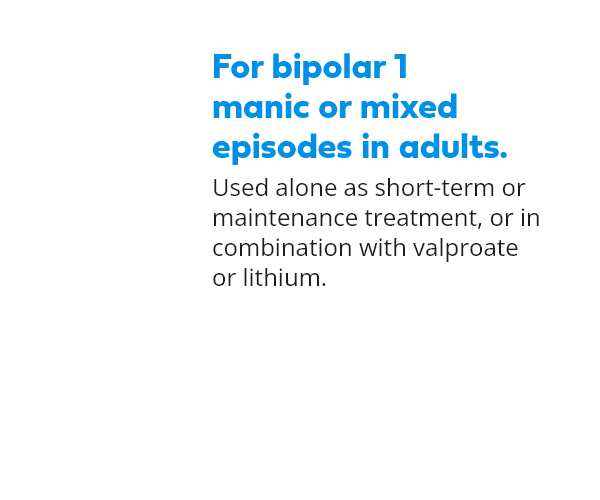 For bipolar 1
manic or mixed
episodes in adults.
Used alone as short-term or
maintenance treatment, or in
combination with valproate
or lithium.